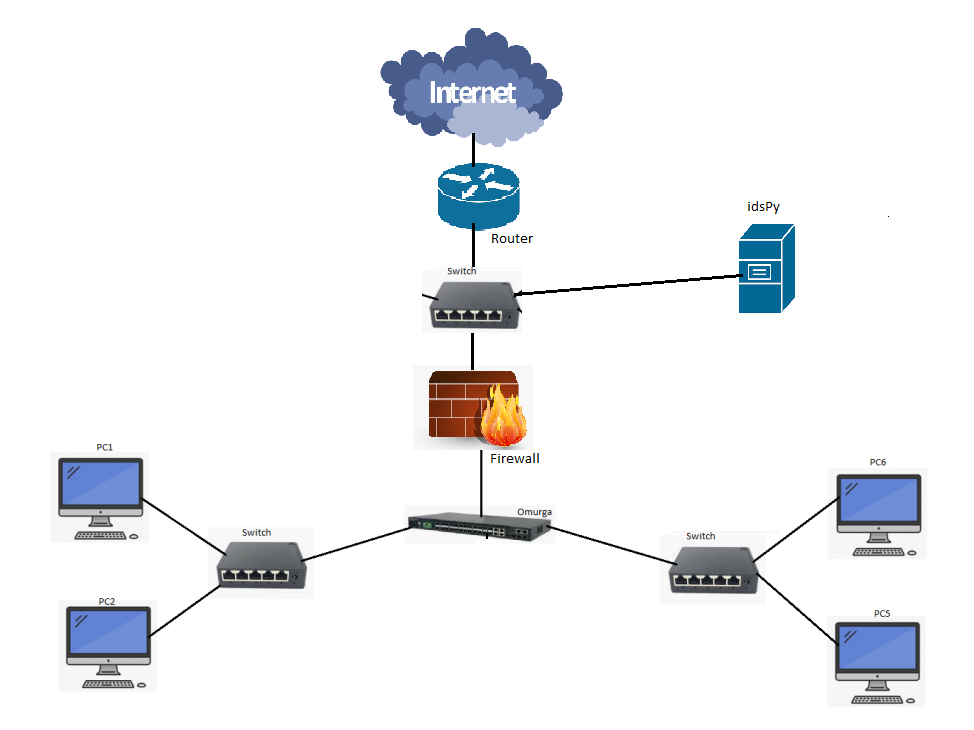 Internet
idsPy
Router
Switch
Firewall
PC1
PC6
Omurga
Switch
Switch
PC2
PC5